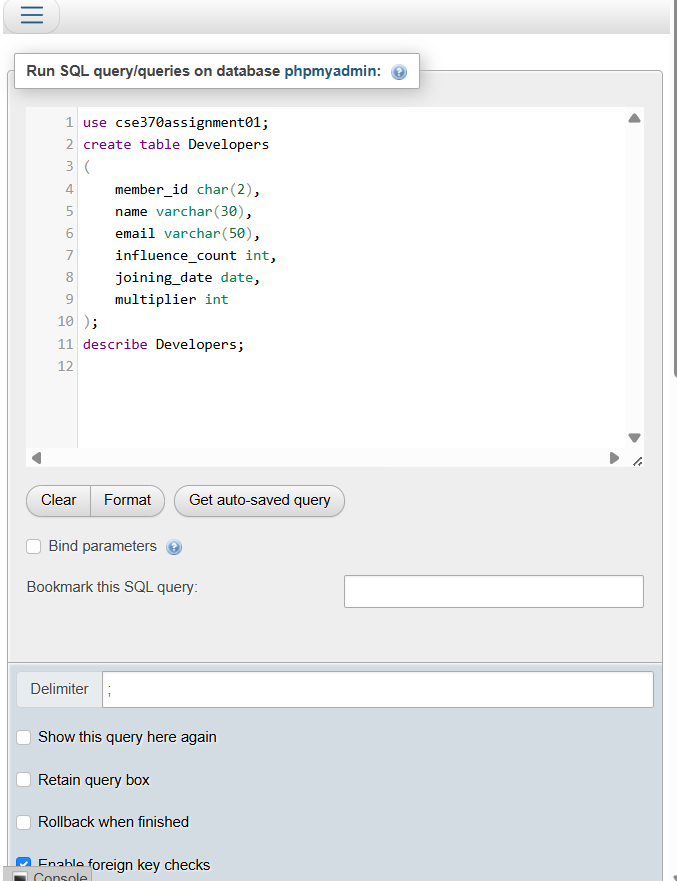 Run SQL query/queries on database phpmyadmin:
1 use cse370assignment01;
2 create table Developers
3 (
4     member_id char(2),
5     name varchar(30),
6     email varchar(50),
7     influence_count int,
8     joining_date date,
9     multiplier int
10 );
11 describe Developers;
12
Clear Format Get auto-saved query
Bind parameters
Bookmark this SQL query:
Delimiter ;
Show this query here again
Retain query box
Rollback when finished
Enable foreign key checks
Console